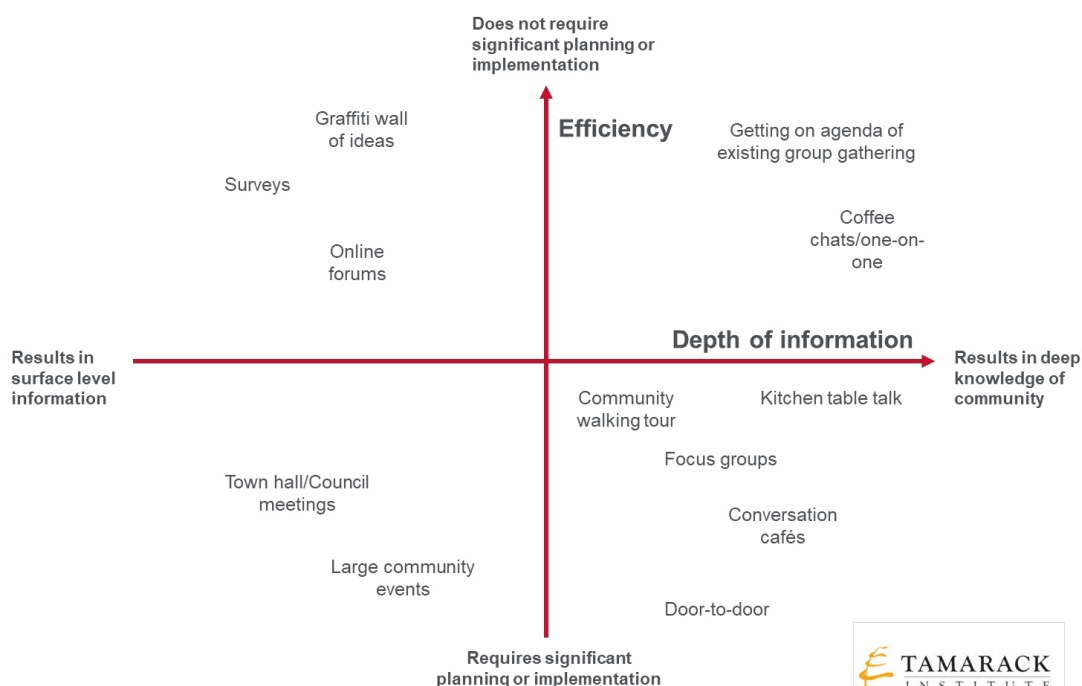 Does not require
significant planning or
implementation
Graffiti wall
of ideas
Efficiency
Getting on agenda of
existing group gathering
Surveys
Coffee
chats/one-on-
one
Online
forums
Depth of information
Results in
surface level
information
Results in deep
knowledge of
community
Community
walking tour
Kitchen table talk
Focus groups
Town hall/Council
meetings
Conversation
cafés
Large community
events
Door-to-door
Requires significant
planning or implementation
TAMARACK
INSTITUTE